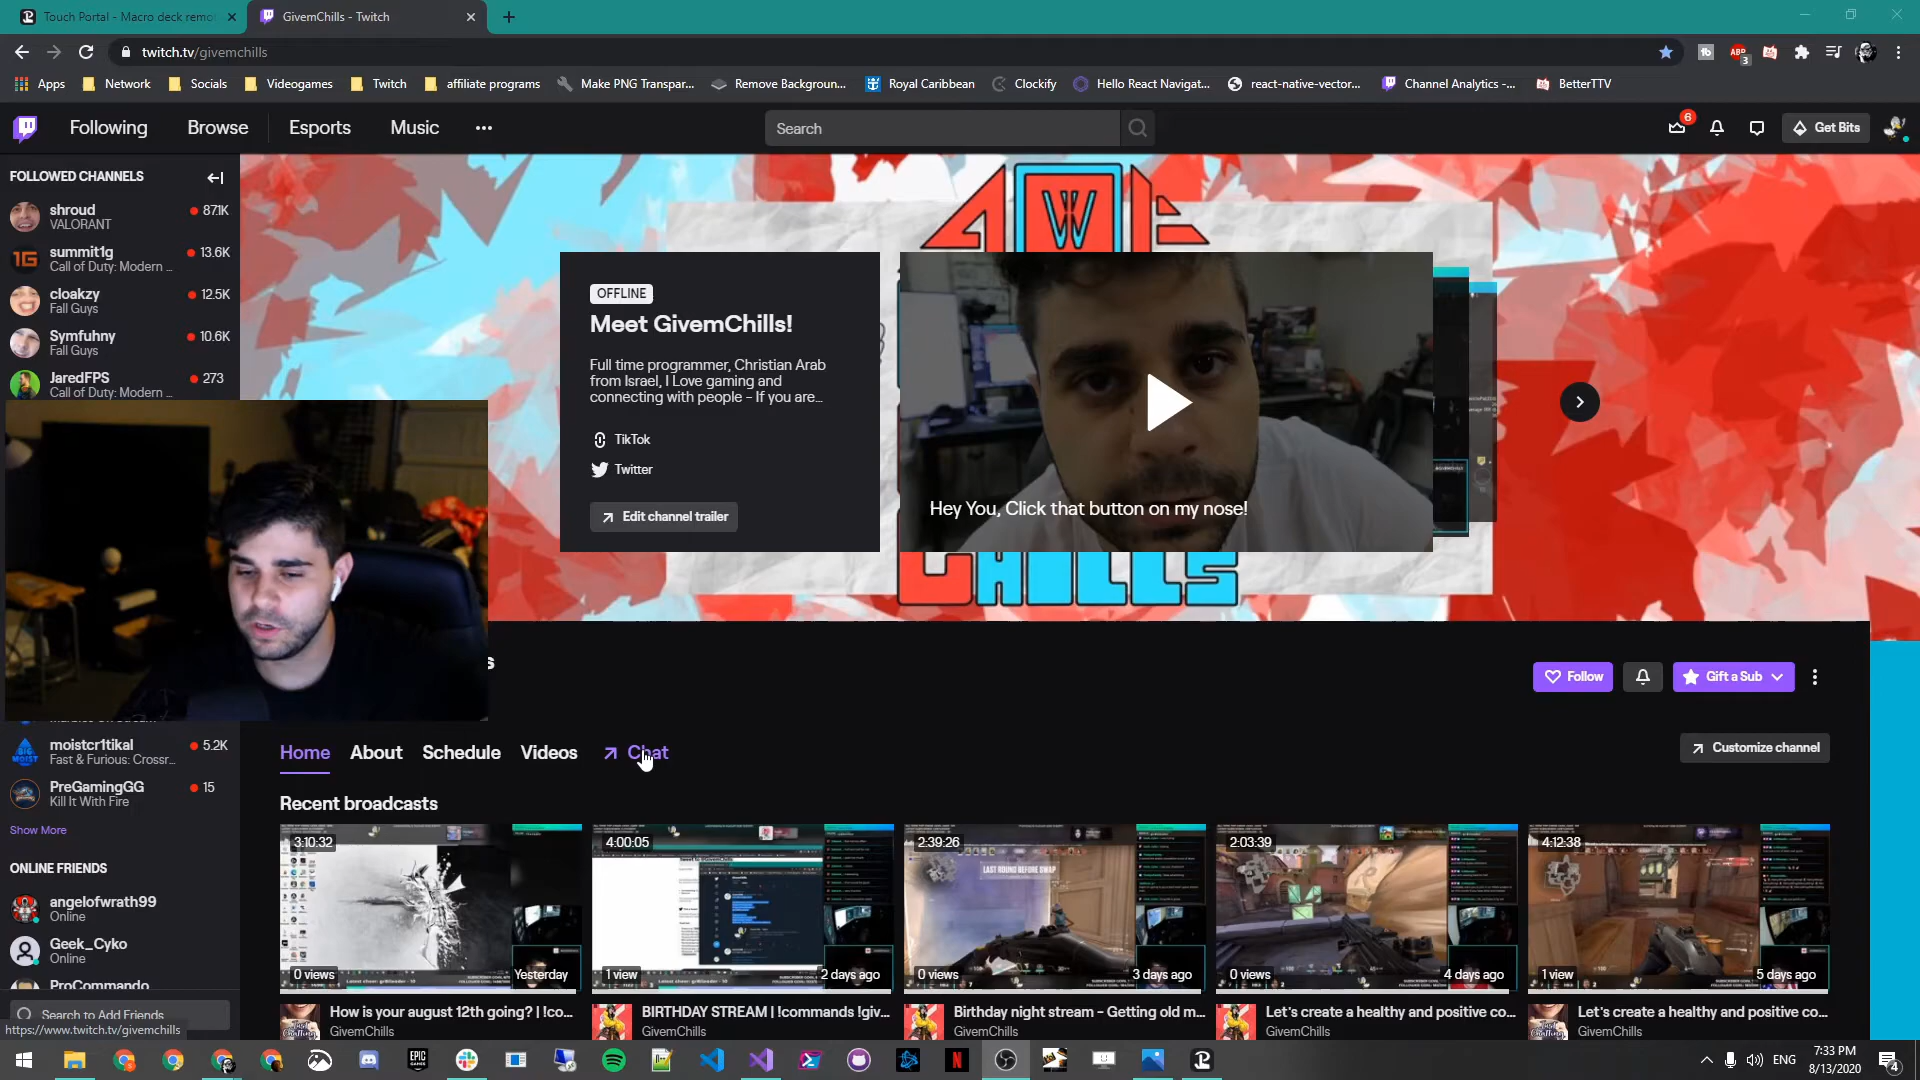 Touch Portal - Macro deck remo
GivemChills - Twitch
twitch.tv/givemchills
Apps
Network
Socials
Videogames
Twitch
affiliate programs
Make PNG Transpar...
Remove Backgroun...
Royal Caribbean
Clockify
Hello React Navigat...
react-native-vector...
Channel Analytics -...
BetterTTV
Following
Browse
Esports
Music
Search
6
Get Bits
FOLLOWED CHANNELS
shroud
87.1K
VALORANT
summit1g
13.6K
Call of Duty: Modern ...
cloakzy
12.5K
Fall Guys
Symfuhny
10.6K
Fall Guys
JaredFPS
273
Call of Duty: Modern ...
OFFLINE
Meet GivemChills!
Full time programmer, Christian Arab
from Israel, I Love gaming and
connecting with people - If you are...
TikTok
Twitter
Edit channel trailer
Hey You, Click that button on my nose!
CHILLS
s
Follow
Gift a Sub
moistcr1tikal
5.2K
Fast & Furious: Crossr...
PreGamingGG
15
Kill It With Fire
Show More
ONLINE FRIENDS
angelofwrath99
Online
Geek_Cyko
Online
ProCommando
Search to Add Friends
https://www.twitch.tv/givemchills
Home
About
Schedule
Videos
Chat
Customize channel
Recent broadcasts
3:10:32
0 views
Yesterday
How is your august 12th going? | !co...
GivemChills
4:00:05
1 view
2 days ago
BIRTHDAY STREAM | !commands !giv...
GivemChills
2:39:26
LAST ROUND BEFORE SWAP
0 views
3 days ago
Birthday night stream - Getting old m...
GivemChills
2:03:39
0 views
4 days ago
Let's create a healthy and positive co...
GivemChills
4:12:38
1 view
5 days ago
Let's create a healthy and positive co...
GivemChills
ENG
7:33 PM
8/13/2020
4